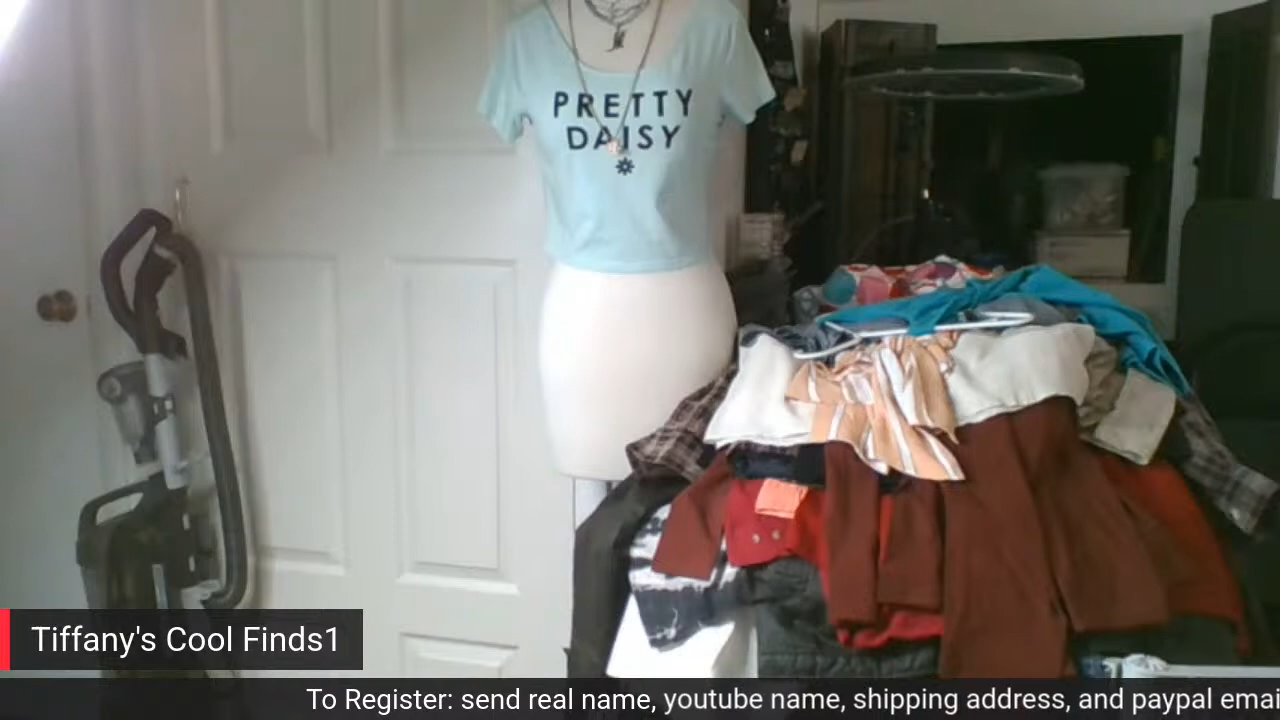 PRETTY
DAISY
Tiffany's Cool Finds1
To Register: send real name, youtube name, shipping address, and paypal emai